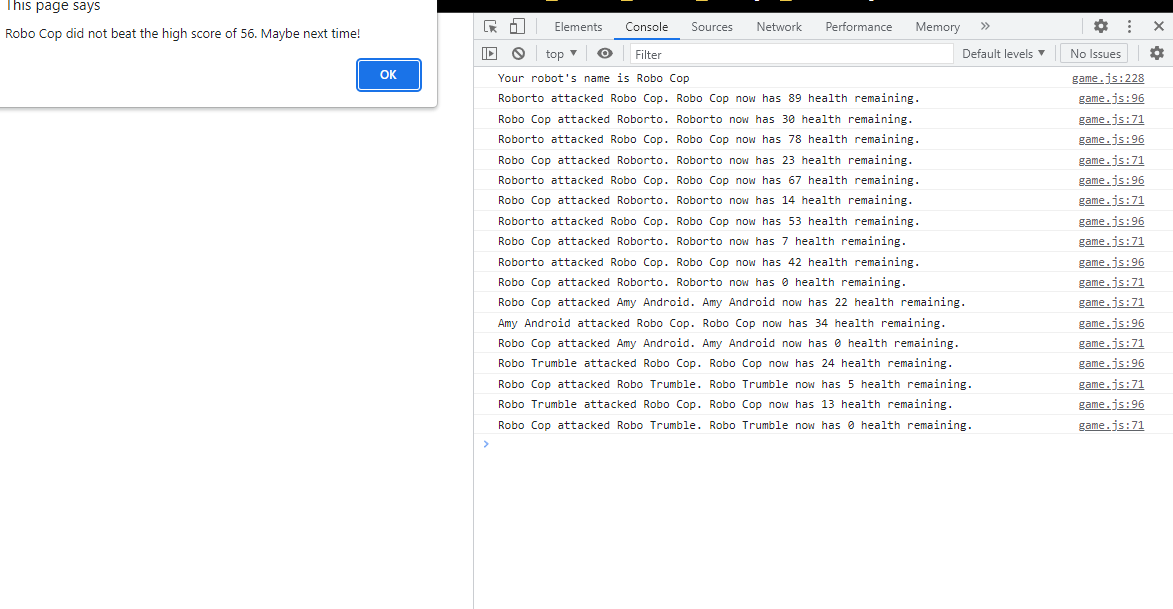 This page says
Robo Cop did not beat the high score of 56. Maybe next time!
OK
Elements Console Sources Network Performance Memory »
top ▼ Filter Default levels ▼ No Issues
Your robot's name is Robo Cop game.js:228
Roborto attacked Robo Cop. Robo Cop now has 89 health remaining. game.js:96
Robo Cop attacked Roborto. Roborto now has 30 health remaining. game.js:71
Roborto attacked Robo Cop. Robo Cop now has 78 health remaining. game.js:96
Robo Cop attacked Roborto. Roborto now has 23 health remaining. game.js:71
Roborto attacked Robo Cop. Robo Cop now has 67 health remaining. game.js:96
Robo Cop attacked Roborto. Roborto now has 14 health remaining. game.js:71
Roborto attacked Robo Cop. Robo Cop now has 53 health remaining. game.js:96
Robo Cop attacked Roborto. Roborto now has 7 health remaining. game.js:71
Roborto attacked Robo Cop. Robo Cop now has 42 health remaining. game.js:96
Robo Cop attacked Roborto. Roborto now has 0 health remaining. game.js:71
Robo Cop attacked Amy Android. Amy Android now has 22 health remaining. game.js:71
Amy Android attacked Robo Cop. Robo Cop now has 34 health remaining. game.js:96
Robo Cop attacked Amy Android. Amy Android now has 0 health remaining. game.js:71
Robo Trumble attacked Robo Cop. Robo Cop now has 24 health remaining. game.js:96
Robo Cop attacked Robo Trumble. Robo Trumble now has 5 health remaining. game.js:71
Robo Trumble attacked Robo Cop. Robo Cop now has 13 health remaining. game.js:96
Robo Cop attacked Robo Trumble. Robo Trumble now has 0 health remaining. game.js:71
>